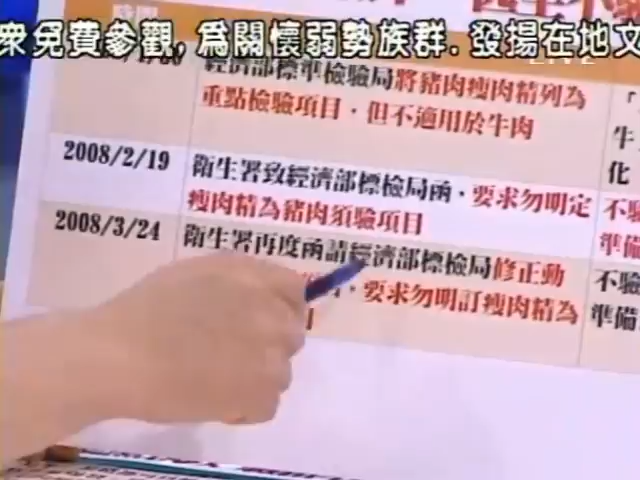 眾免費參觀,為關懷弱勢族群.發揚在地文
經濟部標準檢驗局將豬肉瘦肉精列為
重點檢驗項目，但不適用於牛肉
「
牛
化
2008/2/19
衛生署致經濟部標檢局函，要求勿明定
瘦肉精為豬肉須驗項目
不驗
準備
2008/3/24
衛生署再度函請經濟部標檢局修正動
，要求勿明訂瘦肉精為
不驗
準備